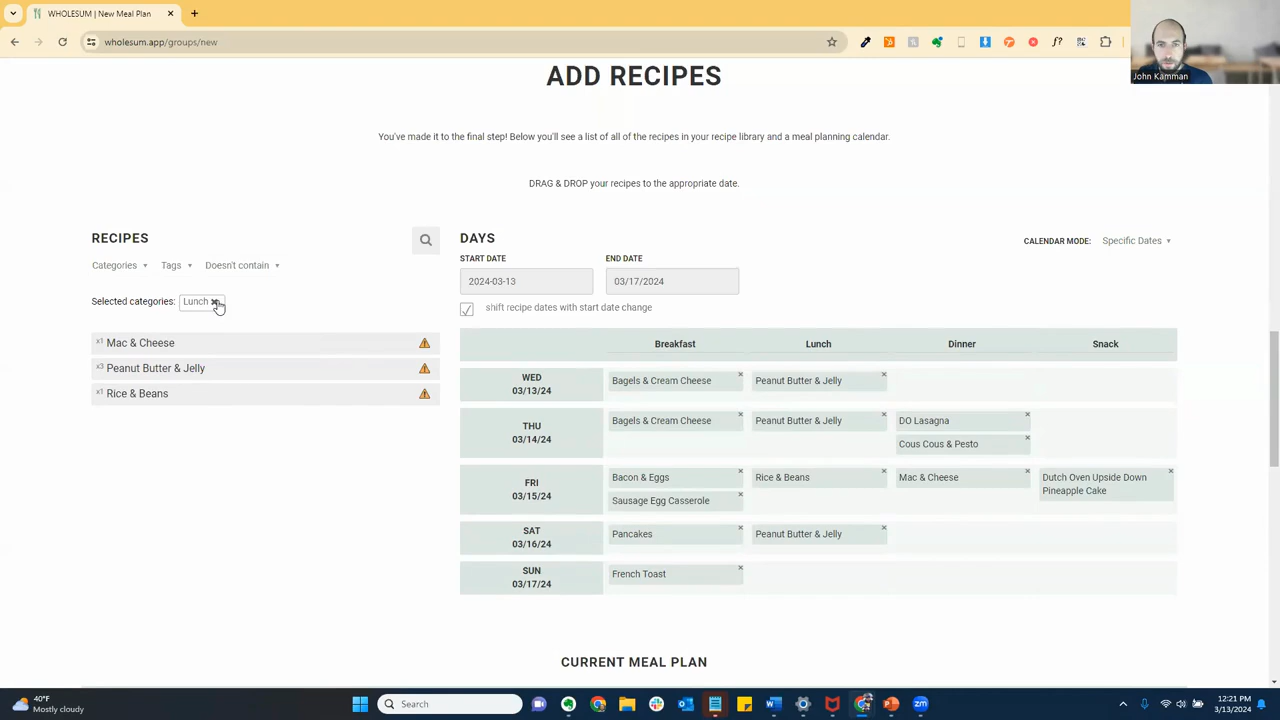 WHOLESUM | New Meal Plan
wholesum.app/groups/new
John Kamman
ADD RECIPES
You've made it to the final step! Below you'll see a list of all of the recipes in your recipe library and a meal planning calendar.
DRAG & DROP your recipes to the appropriate date.
RECIPES
Categories Tags Doesn't contain
Selected categories: Lunch
x1 Mac & Cheese
x3 Peanut Butter & Jelly
x1 Rice & Beans
DAYS
CALENDAR MODE: Specific Dates
START DATE END DATE
2024-03-13 03/17/2024
shift recipe dates with start date change
Breakfast Lunch Dinner Snack
WED
03/13/24
Bagels & Cream Cheese
Peanut Butter & Jelly
THU
03/14/24
Bagels & Cream Cheese
Peanut Butter & Jelly
DO Lasagna
Cous Cous & Pesto
FRI
03/15/24
Bacon & Eggs
Sausage Egg Casserole
Rice & Beans
Mac & Cheese
Dutch Oven Upside Down
Pineapple Cake
SAT
03/16/24
Pancakes
Peanut Butter & Jelly
SUN
03/17/24
French Toast
CURRENT MEAL PLAN
40°F
Mostly cloudy
Search
12:21 PM
3/13/2024